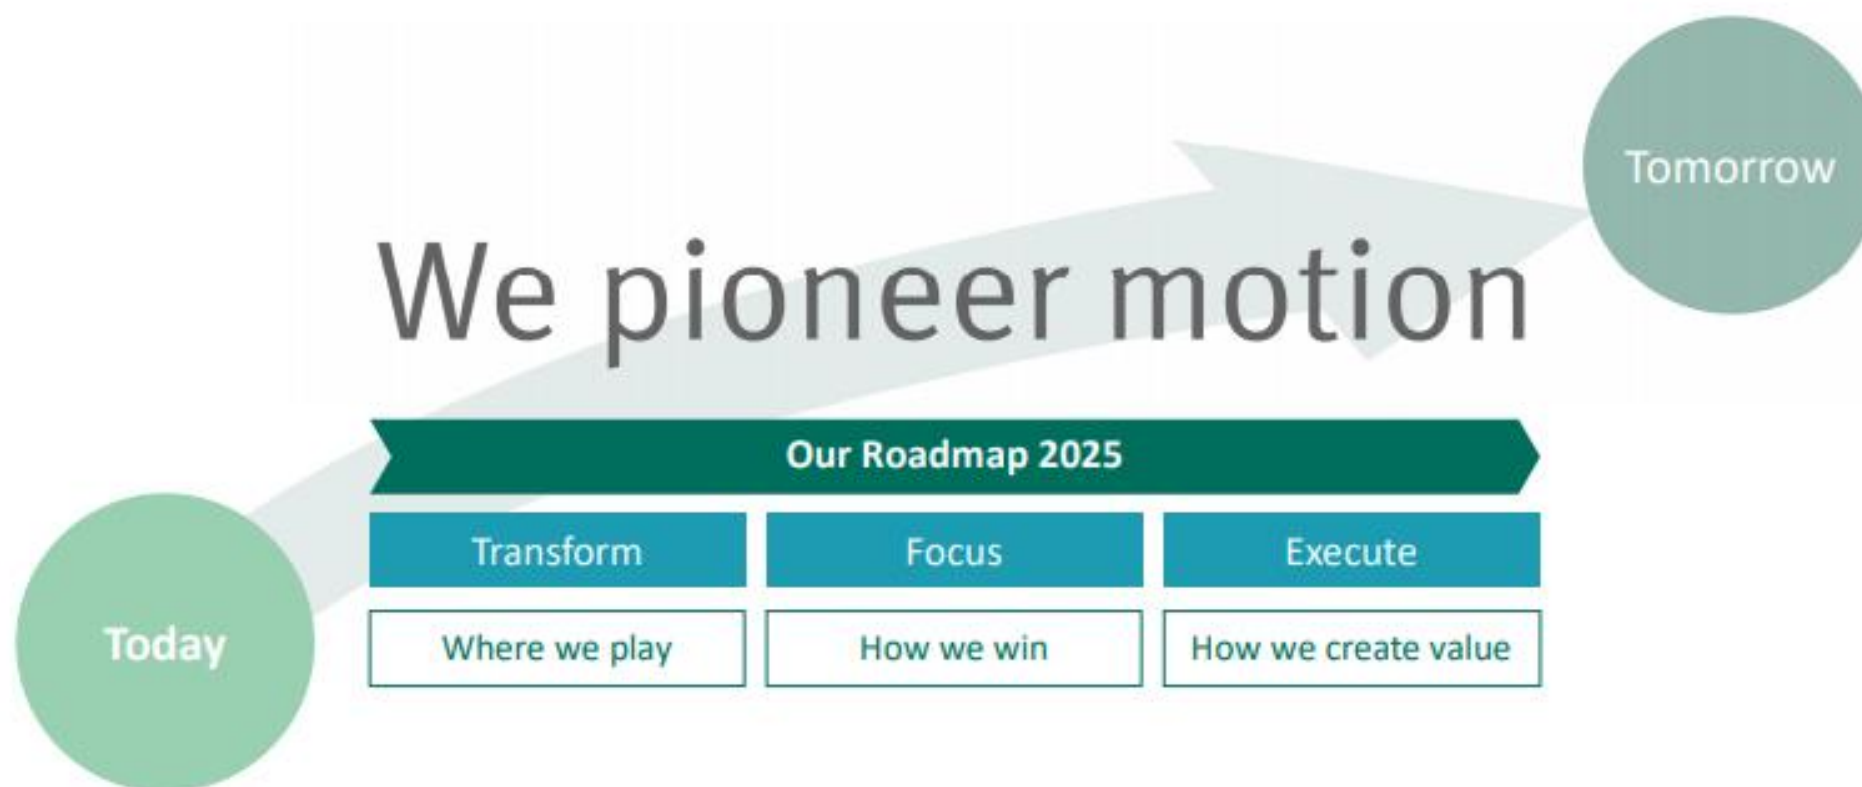 Tomorrow
We pioneer motion
Our Roadmap 2025
Transform
Focus
Execute
Today
Where we play
How we win
How we create value